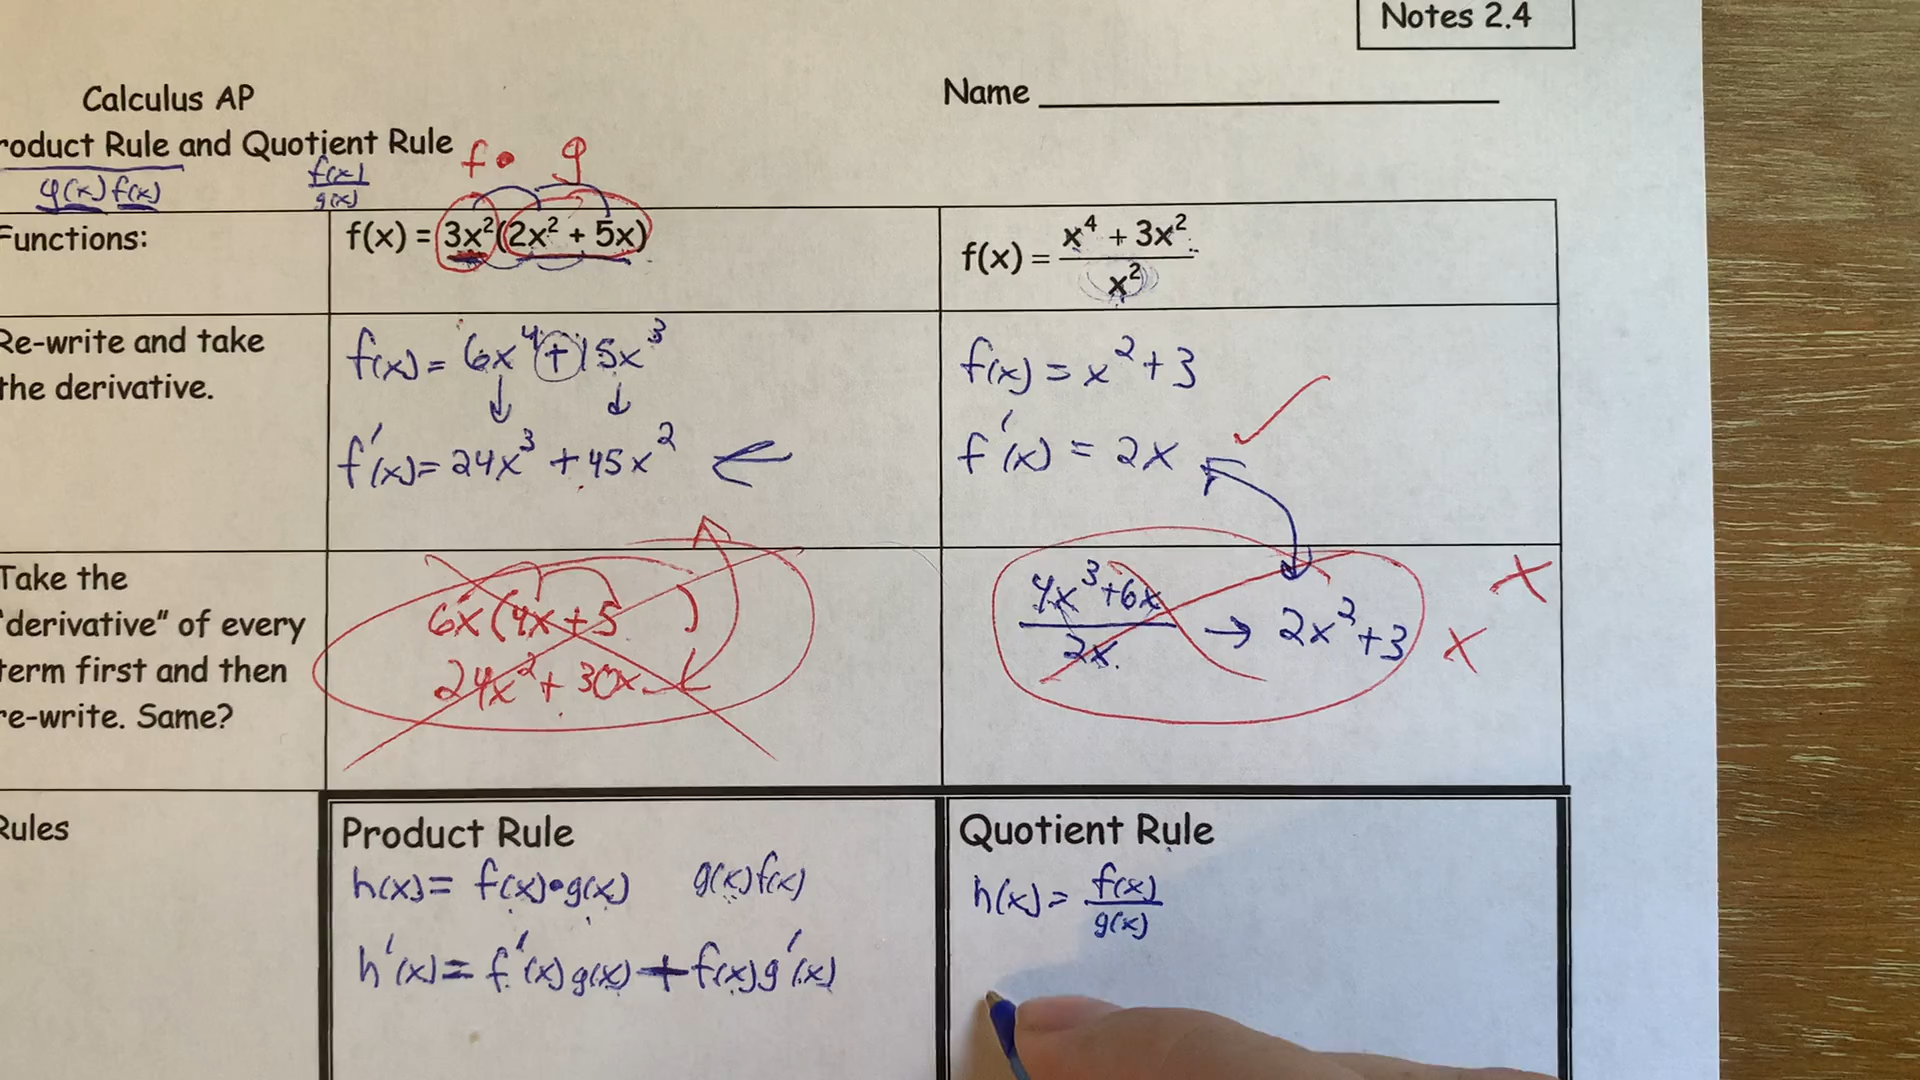 Notes 2.4
Calculus AP
Name
roduct Rule and Quotient Rule
f • g
g(x) f(x)
f(x)/g(x)
Functions:
f(x) = 3x²(2x² + 5x)
f(x) = (x⁴ + 3x²)/x²
Re-write and take
the derivative.
f(x) = 6x⁴ + 15x³
f'(x) = 24x³ + 45x²
f(x) = x² + 3
f'(x) = 2x
Take the
"derivative" of every
term first and then
re-write. Same?
6x(4x+5)
24x² + 30x
(4x³+6x)/2x → 2x²+3 x
x
Rules
Product Rule
h(x) = f(x)•g(x) g(x)f(x)
h'(x) = f'(x)g(x) + f(x)g'(x)
Quotient Rule
h(x) = f(x)/g(x)